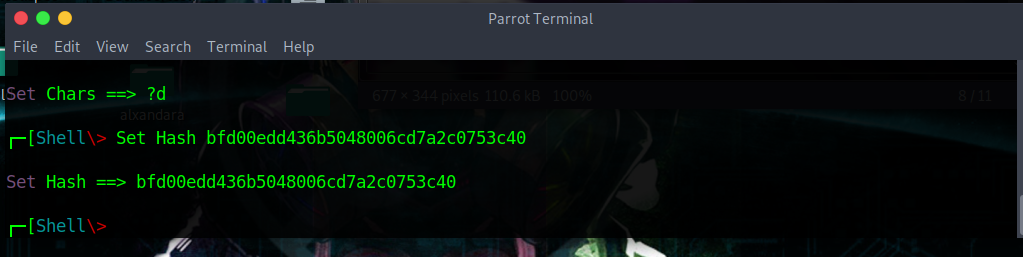 Parrot Terminal
File Edit View Search Terminal Help
Set Chars ==> ?d
677 × 344 pixels 110.6 kB 100% 8 / 11
alxandara
┌─[Shell\> Set Hash bfd00edd436b5048006cd7a2c0753c40
Set Hash ==> bfd00edd436b5048006cd7a2c0753c40
┌─[Shell\>